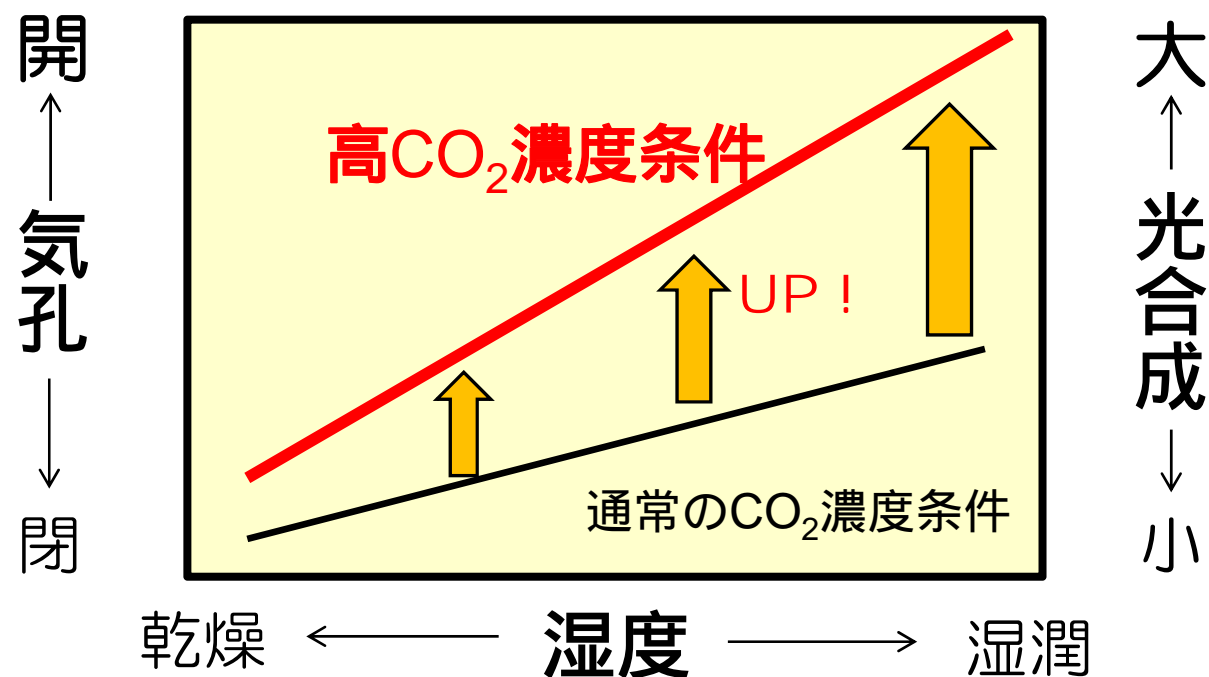 開
気孔
閉
高CO₂濃度条件
UP！
通常のCO₂濃度条件
大
光合成
小
乾燥
湿度
湿潤